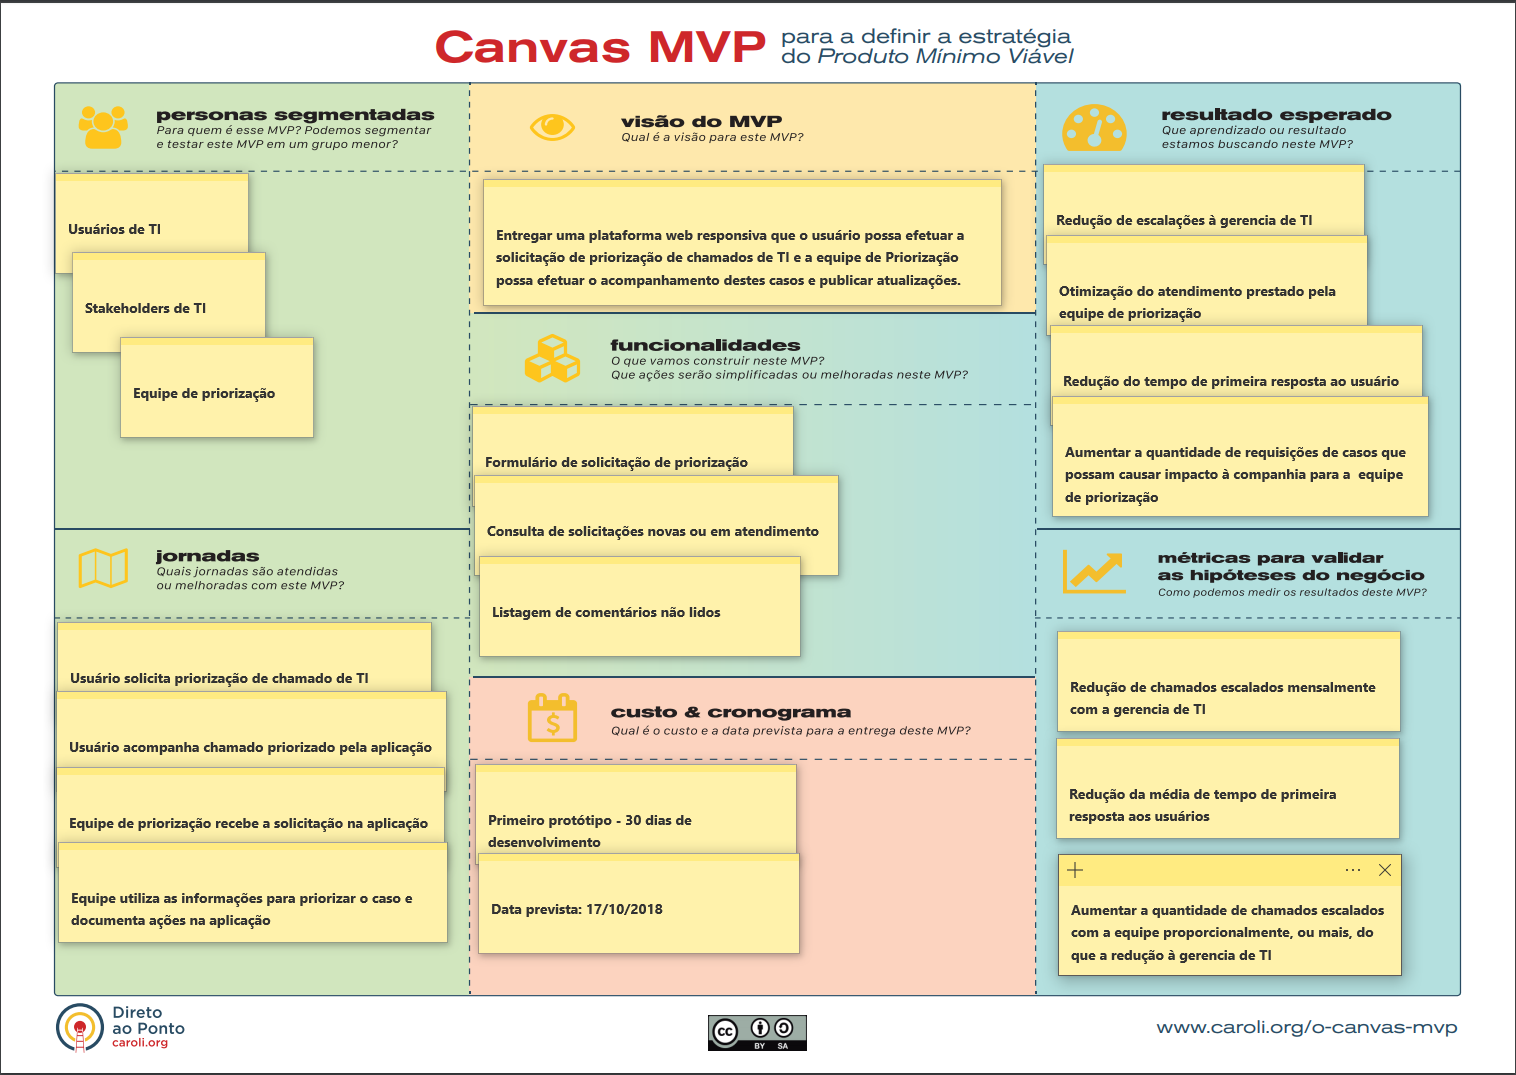 Canvas MVP
para a definir a estratégia
do Produto Mínimo Viável
personas segmentadas
Para quem é esse MVP? Podemos segmentar
e testar este MVP em um grupo menor?
Usuários de TI
Stakeholders de TI
Equipe de priorização
jornadas
Quais jornadas são atendidas
ou melhoradas com este MVP?
Usuário solicita priorização de chamado de TI
Usuário acompanha chamado priorizado pela aplicação
Equipe de priorização recebe a solicitação na aplicação
Equipe utiliza as informações para priorizar o caso e
documenta ações na aplicação
visão do MVP
Qual é a visão para este MVP?
Entregar uma plataforma web responsiva que o usuário possa efetuar a
solicitação de priorização de chamados de TI e a equipe de Priorização
possa efetuar o acompanhamento destes casos e publicar atualizações.
funcionalidades
O que vamos construir neste MVP?
Que ações serão simplificadas ou melhoradas neste MVP?
Formulário de solicitação de priorização
Consulta de solicitações novas ou em atendimento
Listagem de comentários não lidos
custo & cronograma
Qual é o custo e a data prevista para a entrega deste MVP?
Primeiro protótipo - 30 dias de
desenvolvimento
Data prevista: 17/10/2018
resultado esperado
Que aprendizado ou resultado
estamos buscando neste MVP?
Redução de escalações à gerencia de TI
Otimização do atendimento prestado pela
equipe de priorização
Redução do tempo de primeira resposta ao usuário
Aumentar a quantidade de requisições de casos que
possam causar impacto à companhia para a  equipe
de priorização
métricas para validar
as hipóteses do negócio
Como podemos medir os resultados deste MVP?
Redução de chamados escalados mensalmente
com a gerencia de TI
Redução da média de tempo de primeira
resposta aos usuários
Aumentar a quantidade de chamados escalados
com a equipe proporcionalmente, ou mais, do
que a redução à gerencia de TI
Direto
ao Ponto
caroli.org
cc
BY SA
www.caroli.org/o-canvas-mvp